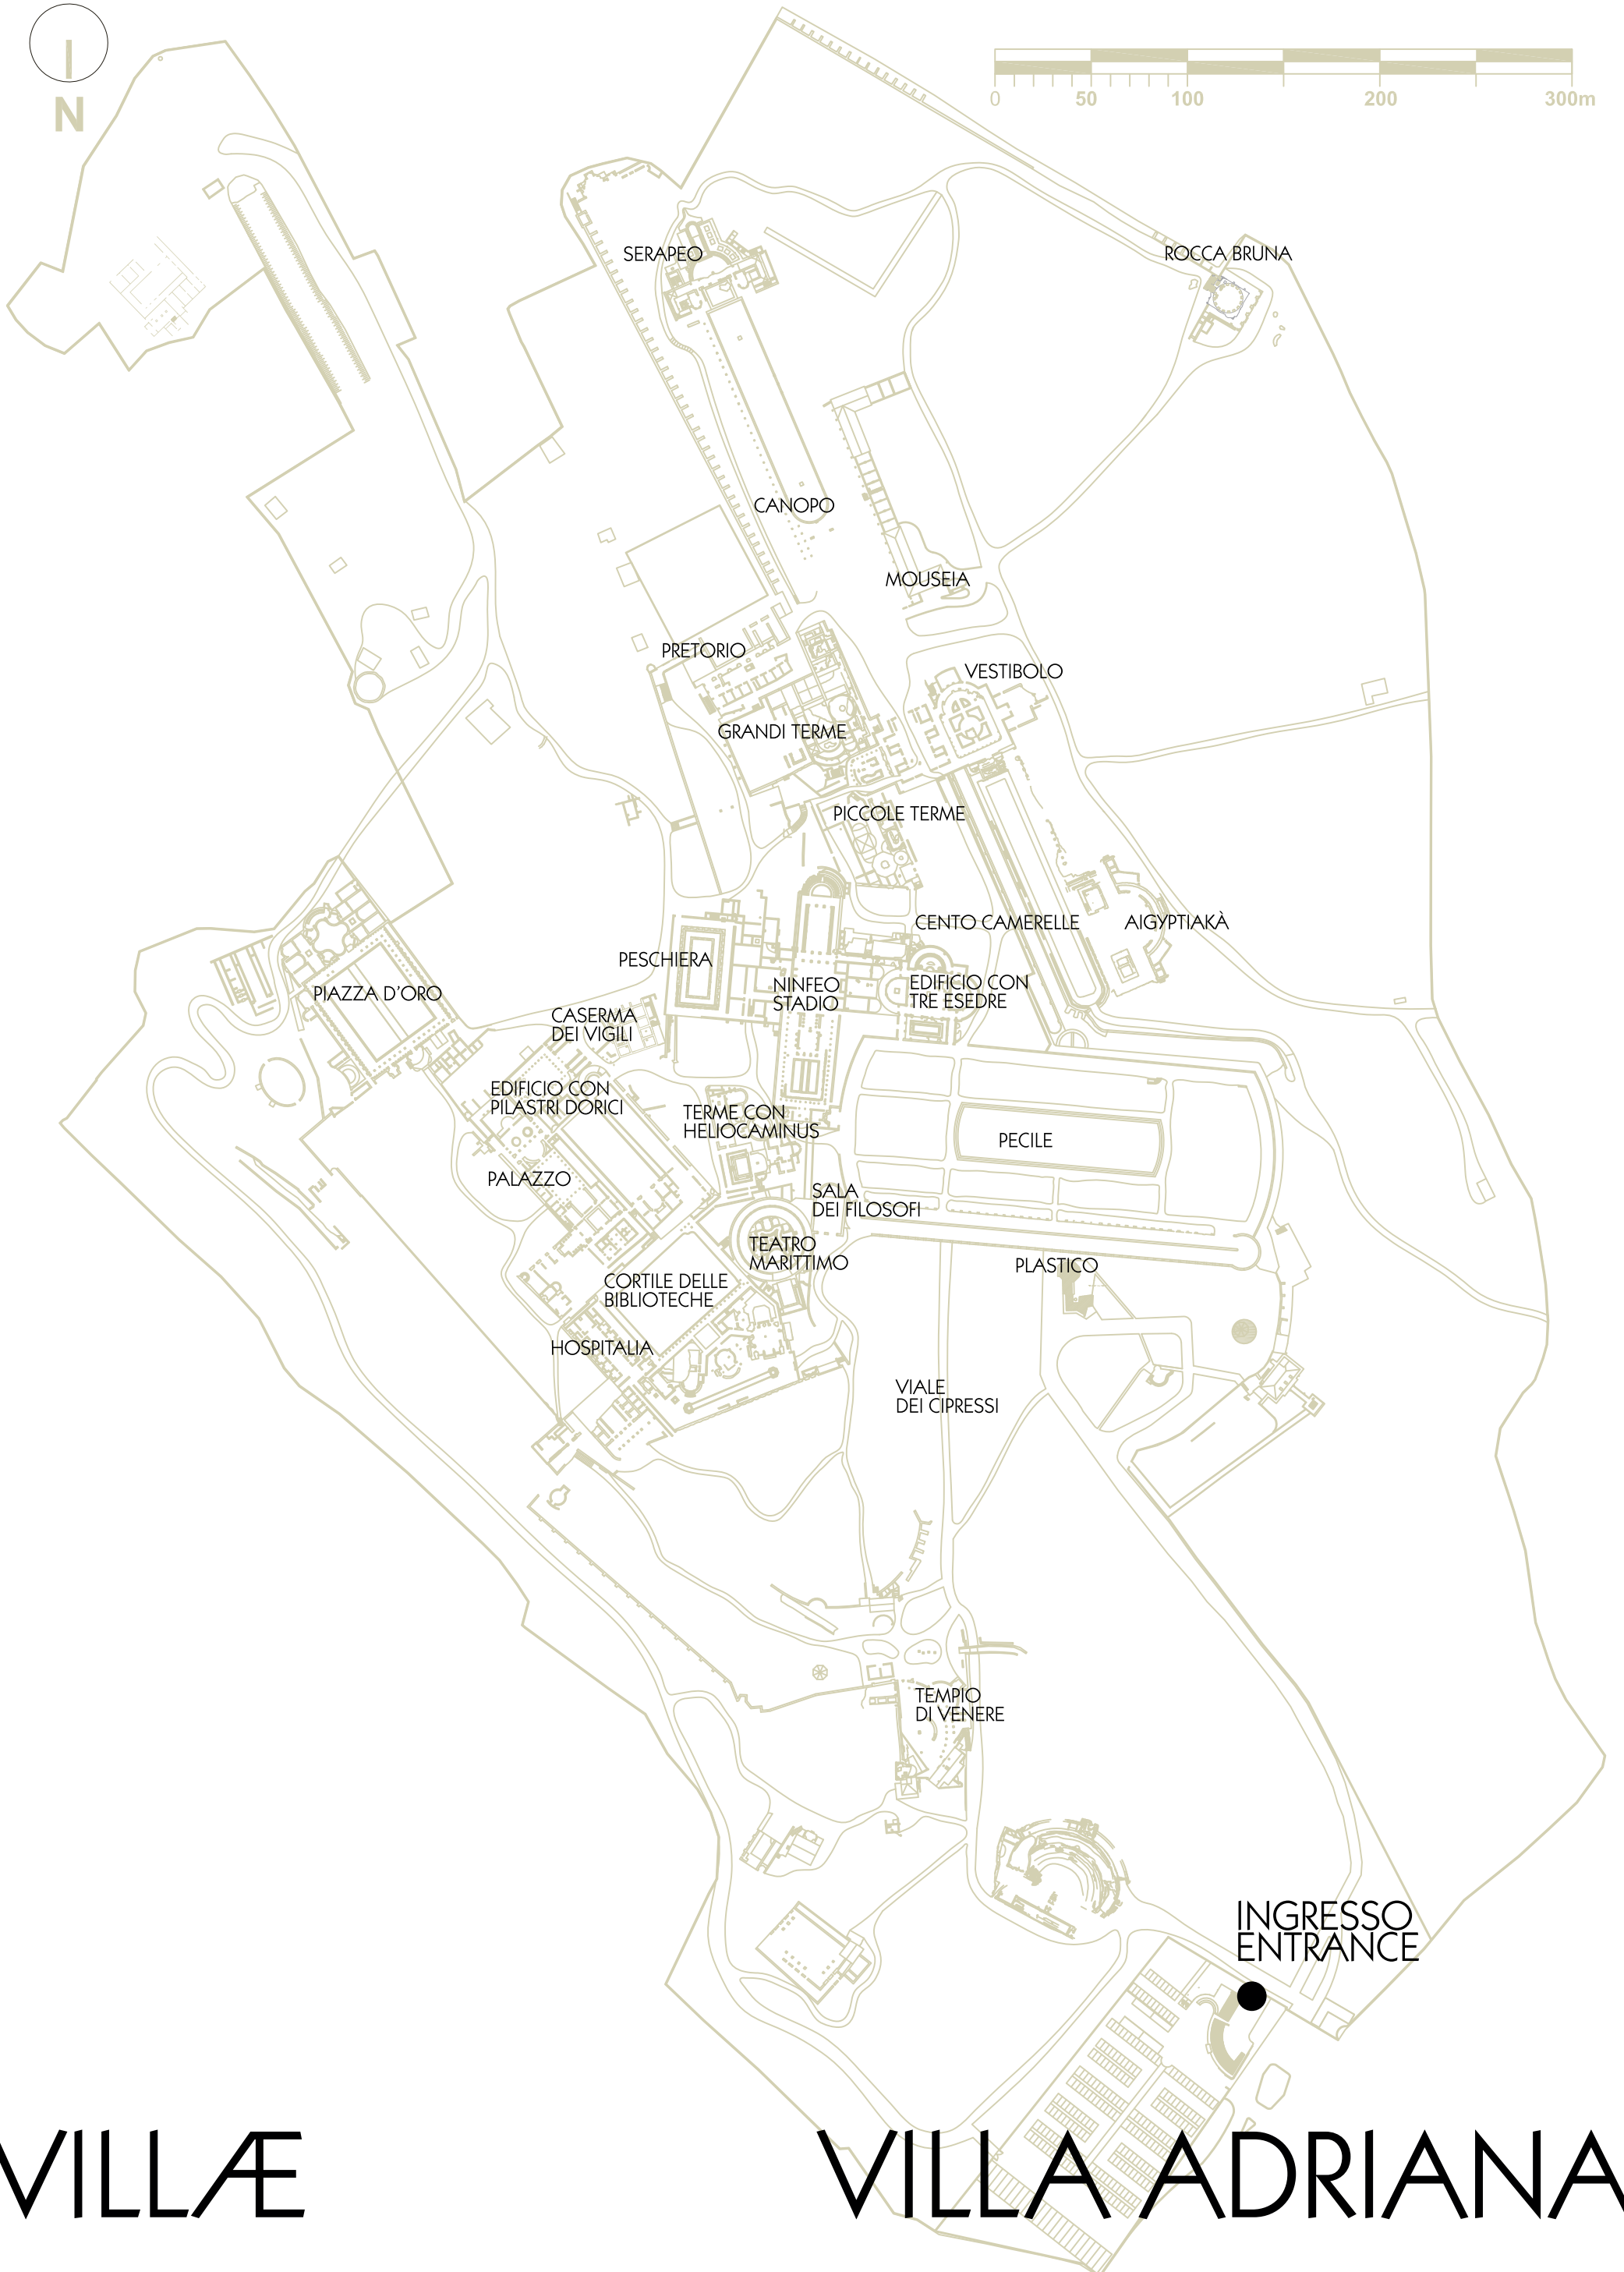 N
0 50 100 200 300m
SERAPEO
ROCCA BRUNA
CANOPO
MOUSEIA
PRETORIO
VESTIBOLO
GRANDI TERME
PICCOLE TERME
CENTO CAMERELLE
AIGYPTIAKÀ
PESCHIERA
NINFEO
STADIO
EDIFICIO CON
TRE ESEDRE
PIAZZA D'ORO
CASERMA
DEI VIGILI
EDIFICIO CON
PILASTRI DORICI
TERME CON
HELIOCAMINUS
PECILE
PALAZZO
SALA
DEI FILOSOFI
TEATRO
MARITTIMO
PLASTICO
CORTILE DELLE
BIBLIOTECHE
HOSPITALIA
VIALE
DEI CIPRESSI
TEMPIO
DI VENERE
INGRESSO
ENTRANCE
VILLÆ
VILLA ADRIANA